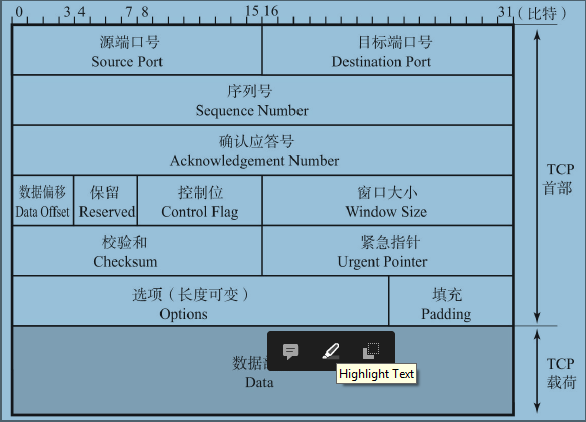 0 3 4 7 8 15 16 31(比特)
源端口号 目标端口号
Source Port Destination Port
序列号
Sequence Number
确认应答号
Acknowledgement Number
数据偏移 保留 控制位 窗口大小
Data Offset Reserved Control Flag Window Size
校验和 紧急指针
Checksum Urgent Pointer
选项(长度可变) 填充
Options Padding
TCP
首部
数据
Data
Highlight Text
TCP
载荷